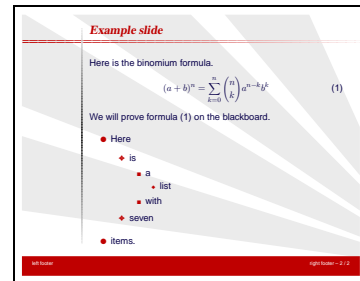 Example slide
Here is the binomium formula.
(a + b)^n = \sum_{k=0}^{n} \binom{n}{k} a^{n-k} b^k (1)
We will prove formula (1) on the blackboard.
Here
is
a
list
with
seven
items.
left footer right footer – 2 / 2